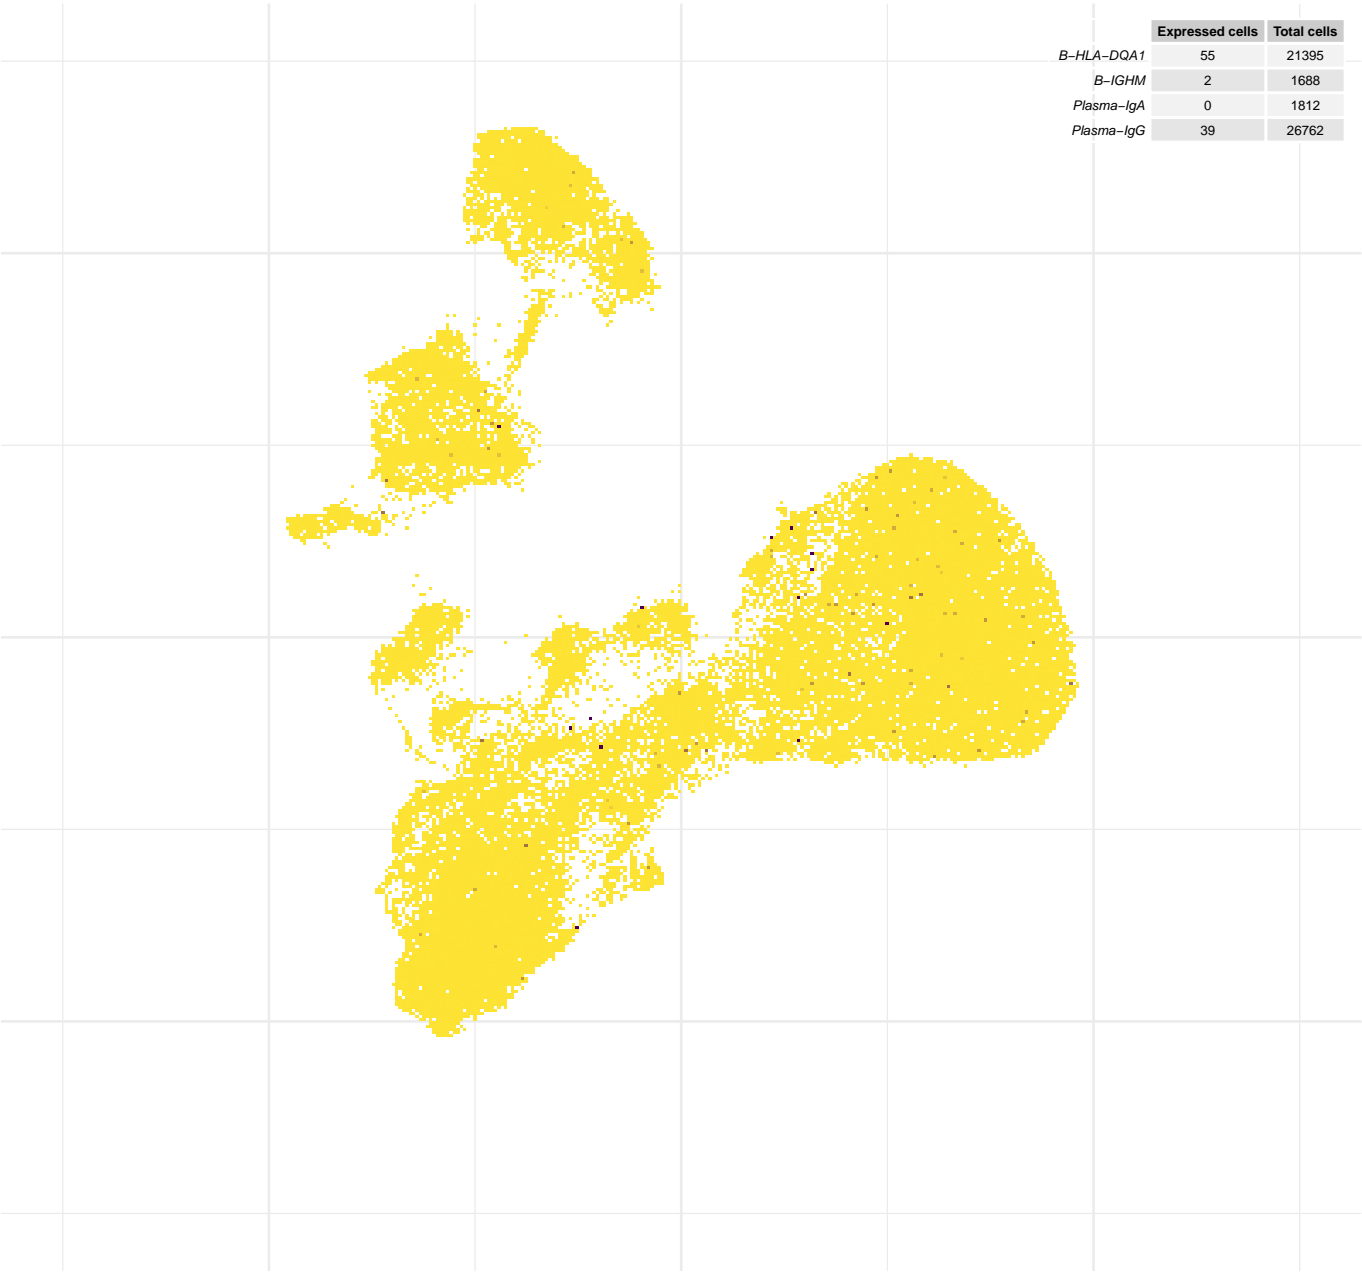 Expressed cells Total cells
B−HLA−DQA1 55 21395
B−IGHM 2 1688
Plasma−IgA 0 1812
Plasma−IgG 39 26762